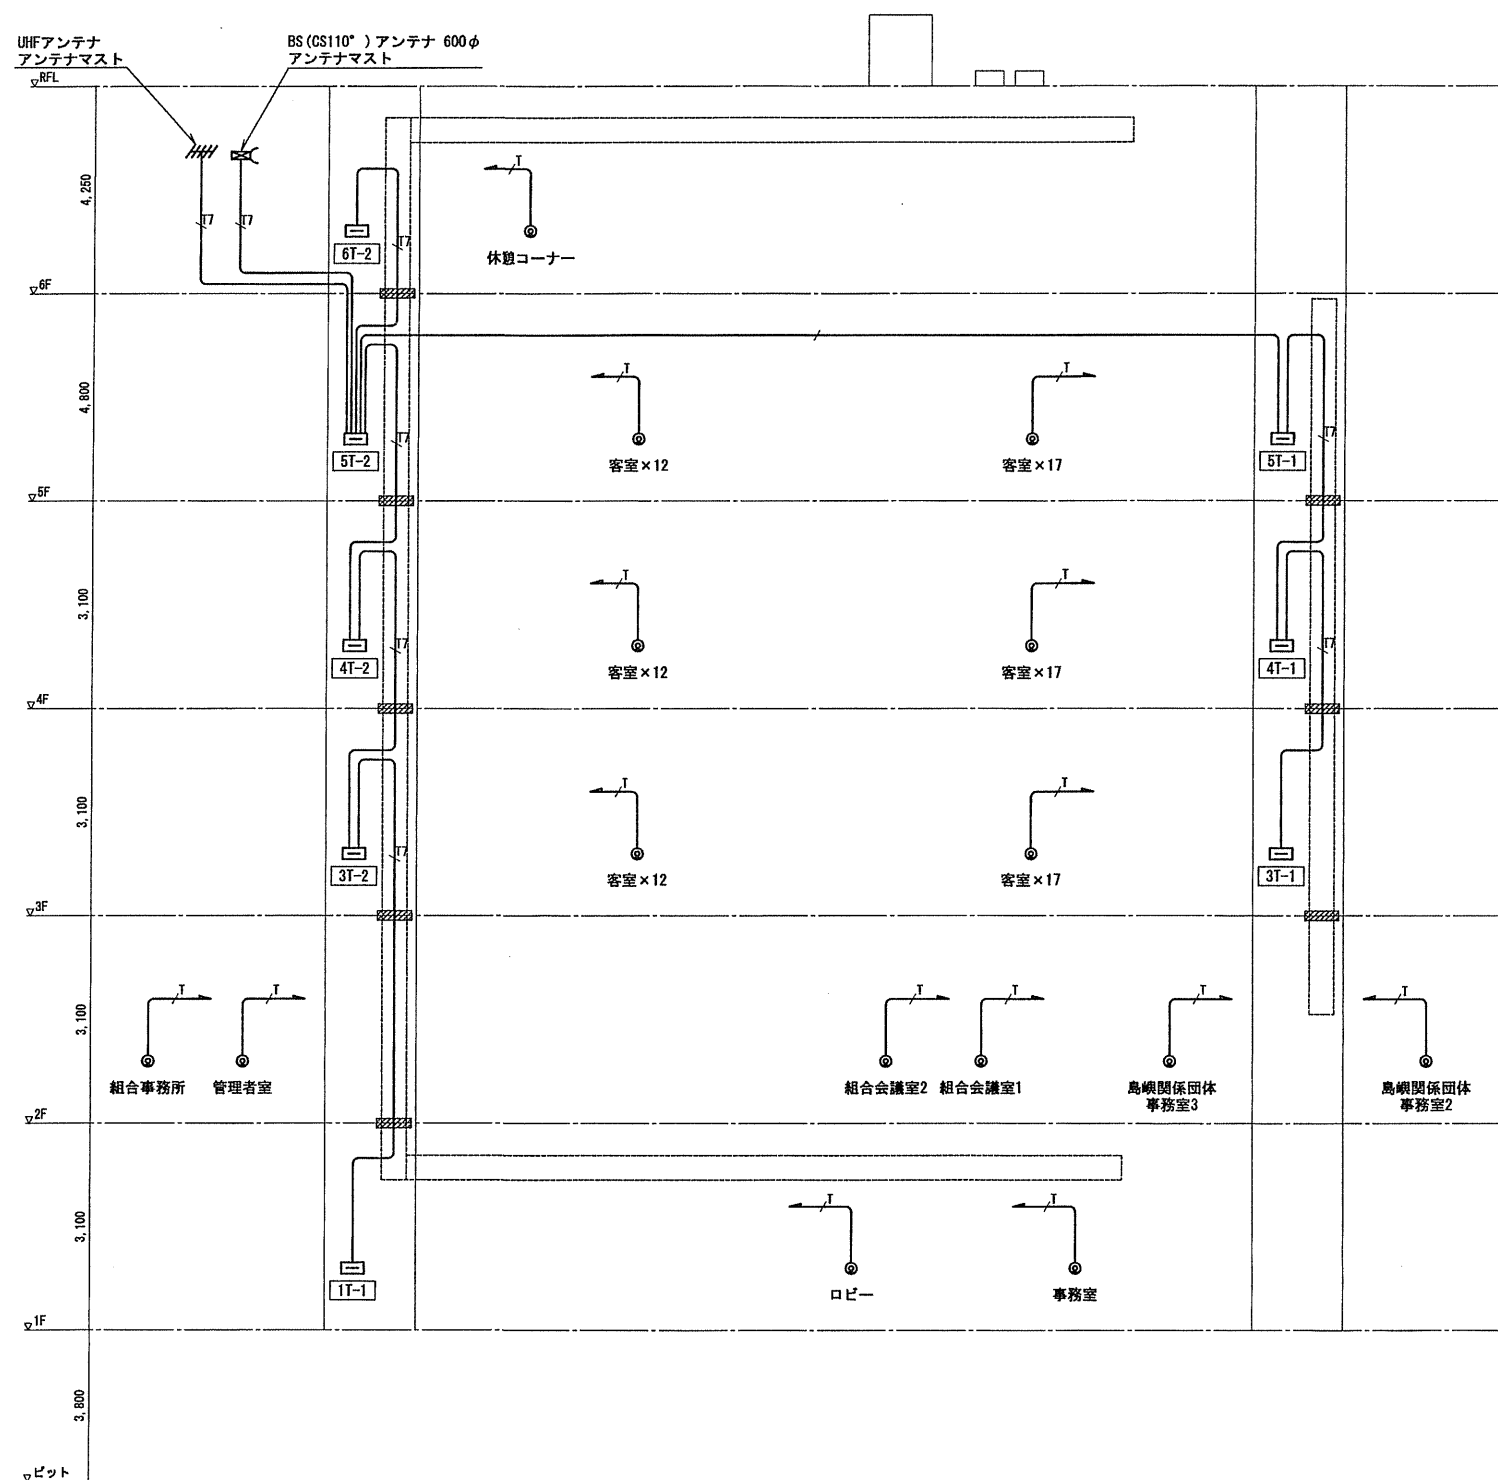 UHFアンテナ
アンテナマスト
BS(CS110°)アンテナ 600φ
アンテナマスト
RFL
4,250
T7
T7
T7
T
6T-2
休憩コーナー
6F
4,800
T
T
T7
T7
5T-2
客室×12
客室×17
5T-1
5F
3,100
T
T
T7
T7
4T-2
客室×12
客室×17
4T-1
4F
3,100
T
T
T7
3T-2
客室×12
客室×17
3T-1
3F
3,100
T
T
T
T
T
T
組合事務所
管理者室
組合会議室2
組合会議室1
島嶼関係団体
事務室3
島嶼関係団体
事務室2
2F
3,100
T
T
1T-1
ロビー
事務室
1F
3,800
ピット